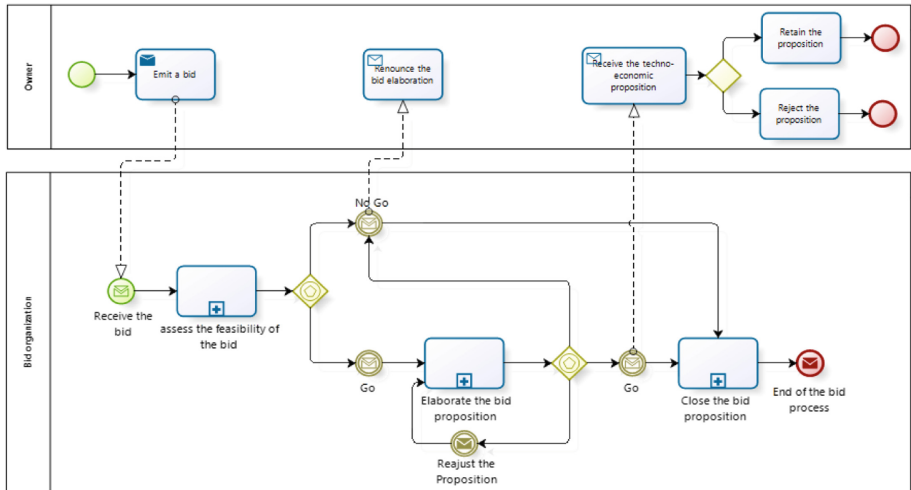 Owner
Emit a bid
Renounce the
bid elaboration
Receive the techno-
economic
proposition
Retain the
proposition
Reject the
proposition
Bid organization
No Go
Receive the
bid
assess the feasibility of
the bid
Go
Elaborate the bid
proposition
Go
Close the bid
proposition
End of the bid
process
Reajust the
Proposition